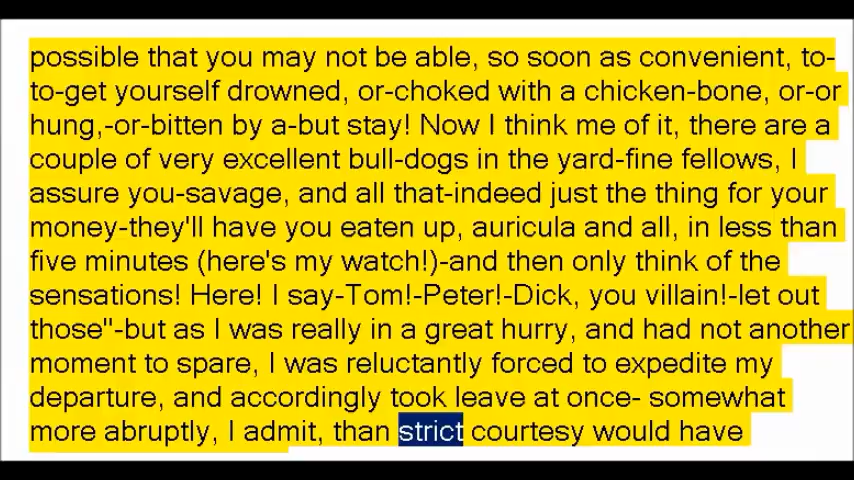 possible that you may not be able, so soon as convenient, to-
to-get yourself drowned, or-choked with a chicken-bone, or-or
hung,-or-bitten by a-but stay! Now I think me of it, there are a
couple of very excellent bull-dogs in the yard-fine fellows, I
assure you-savage, and all that-indeed just the thing for your
money-they'll have you eaten up, auricula and all, in less than
five minutes (here's my watch!)-and then only think of the
sensations! Here! I say-Tom!-Peter!-Dick, you villain!-let out
those"-but as I was really in a great hurry, and had not another
moment to spare, I was reluctantly forced to expedite my
departure, and accordingly took leave at once- somewhat
more abruptly, I admit, than strict courtesy would have